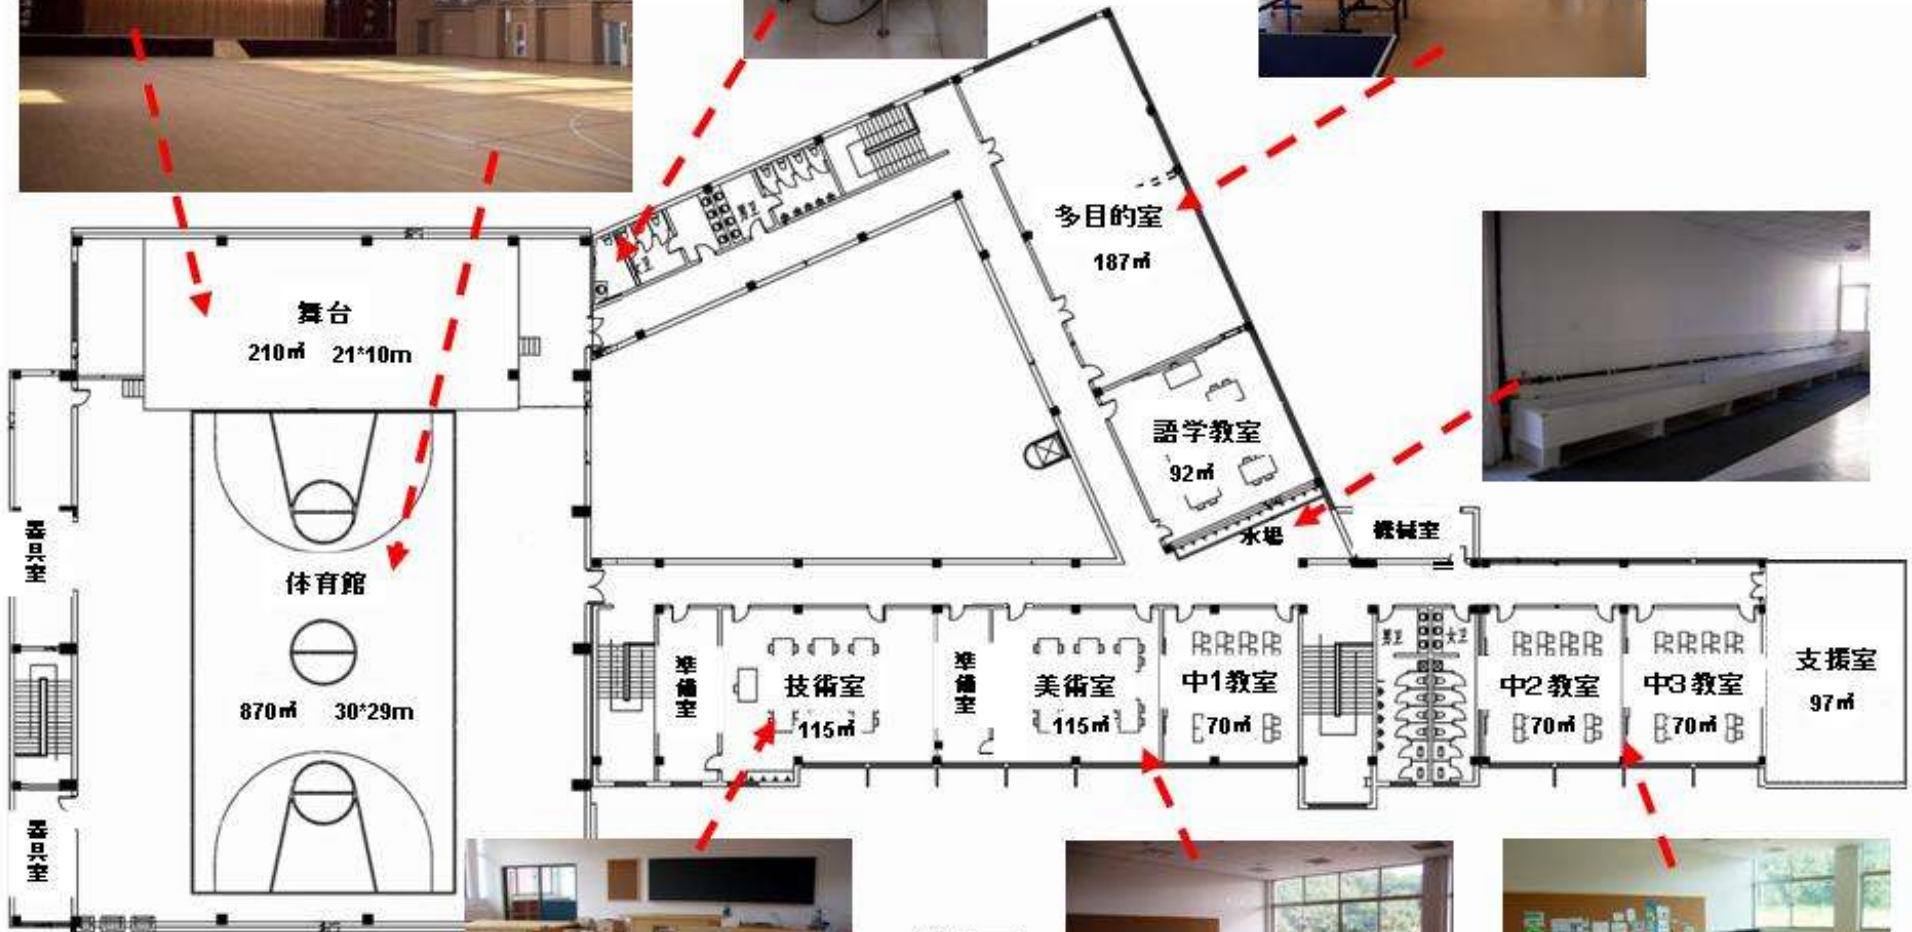 多目的室
187㎡
舞台
210㎡ 21*10m
語学教室
92㎡
水場
機械室
器具室
体育館
870㎡ 30*29m
準備室
技術室
115㎡
準備室
美術室
115㎡
中1教室
70㎡
中2教室
70㎡
中3教室
70㎡
支援室
97㎡
器具室